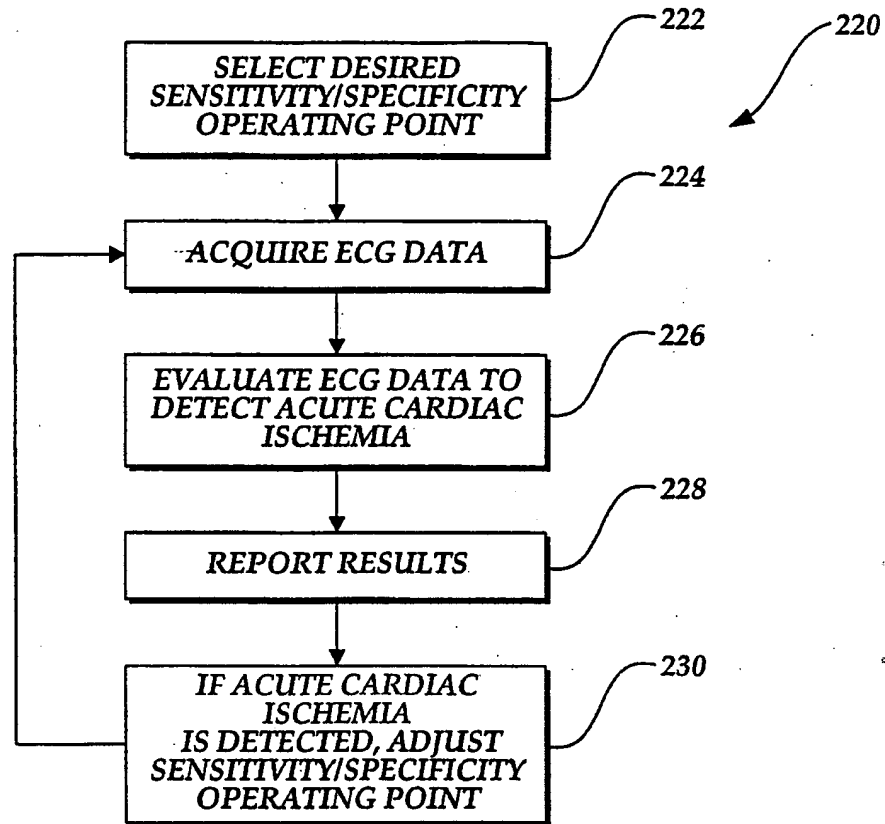 222
220
SELECT DESIRED
SENSITIVITY/SPECIFICITY
OPERATING POINT
224
ACQUIRE ECG DATA
226
EVALUATE ECG DATA TO
DETECT ACUTE CARDIAC
ISCHEMIA
228
REPORT RESULTS
230
IF ACUTE CARDIAC
ISCHEMIA
IS DETECTED, ADJUST
SENSITIVITY/SPECIFICITY
OPERATING POINT